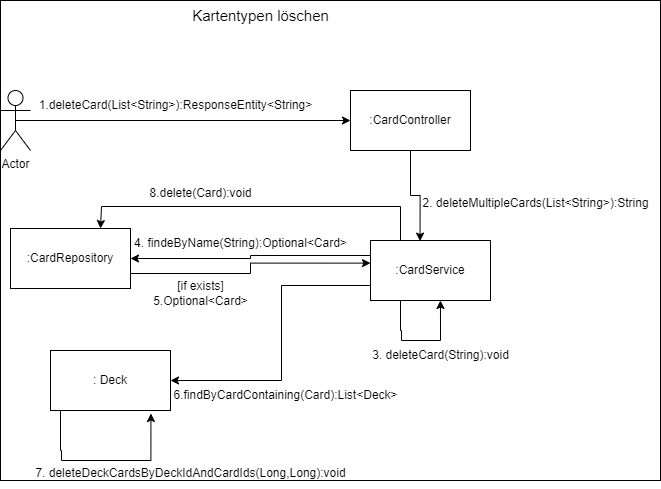 Kartentypen löschen
1.deleteCard(List<String>):ResponseEntity<String>
:CardController
Actor
8.delete(Card):void
2. deleteMultipleCards(List<String>):String
4. findeByName(String):Optional<Card>
:CardRepository
:CardService
[if exists]
5.Optional<Card>
3. deleteCard(String):void
: Deck
6.findByCardContaining(Card):List<Deck>
7. deleteDeckCardsByDeckIdAndCardIds(Long,Long):void